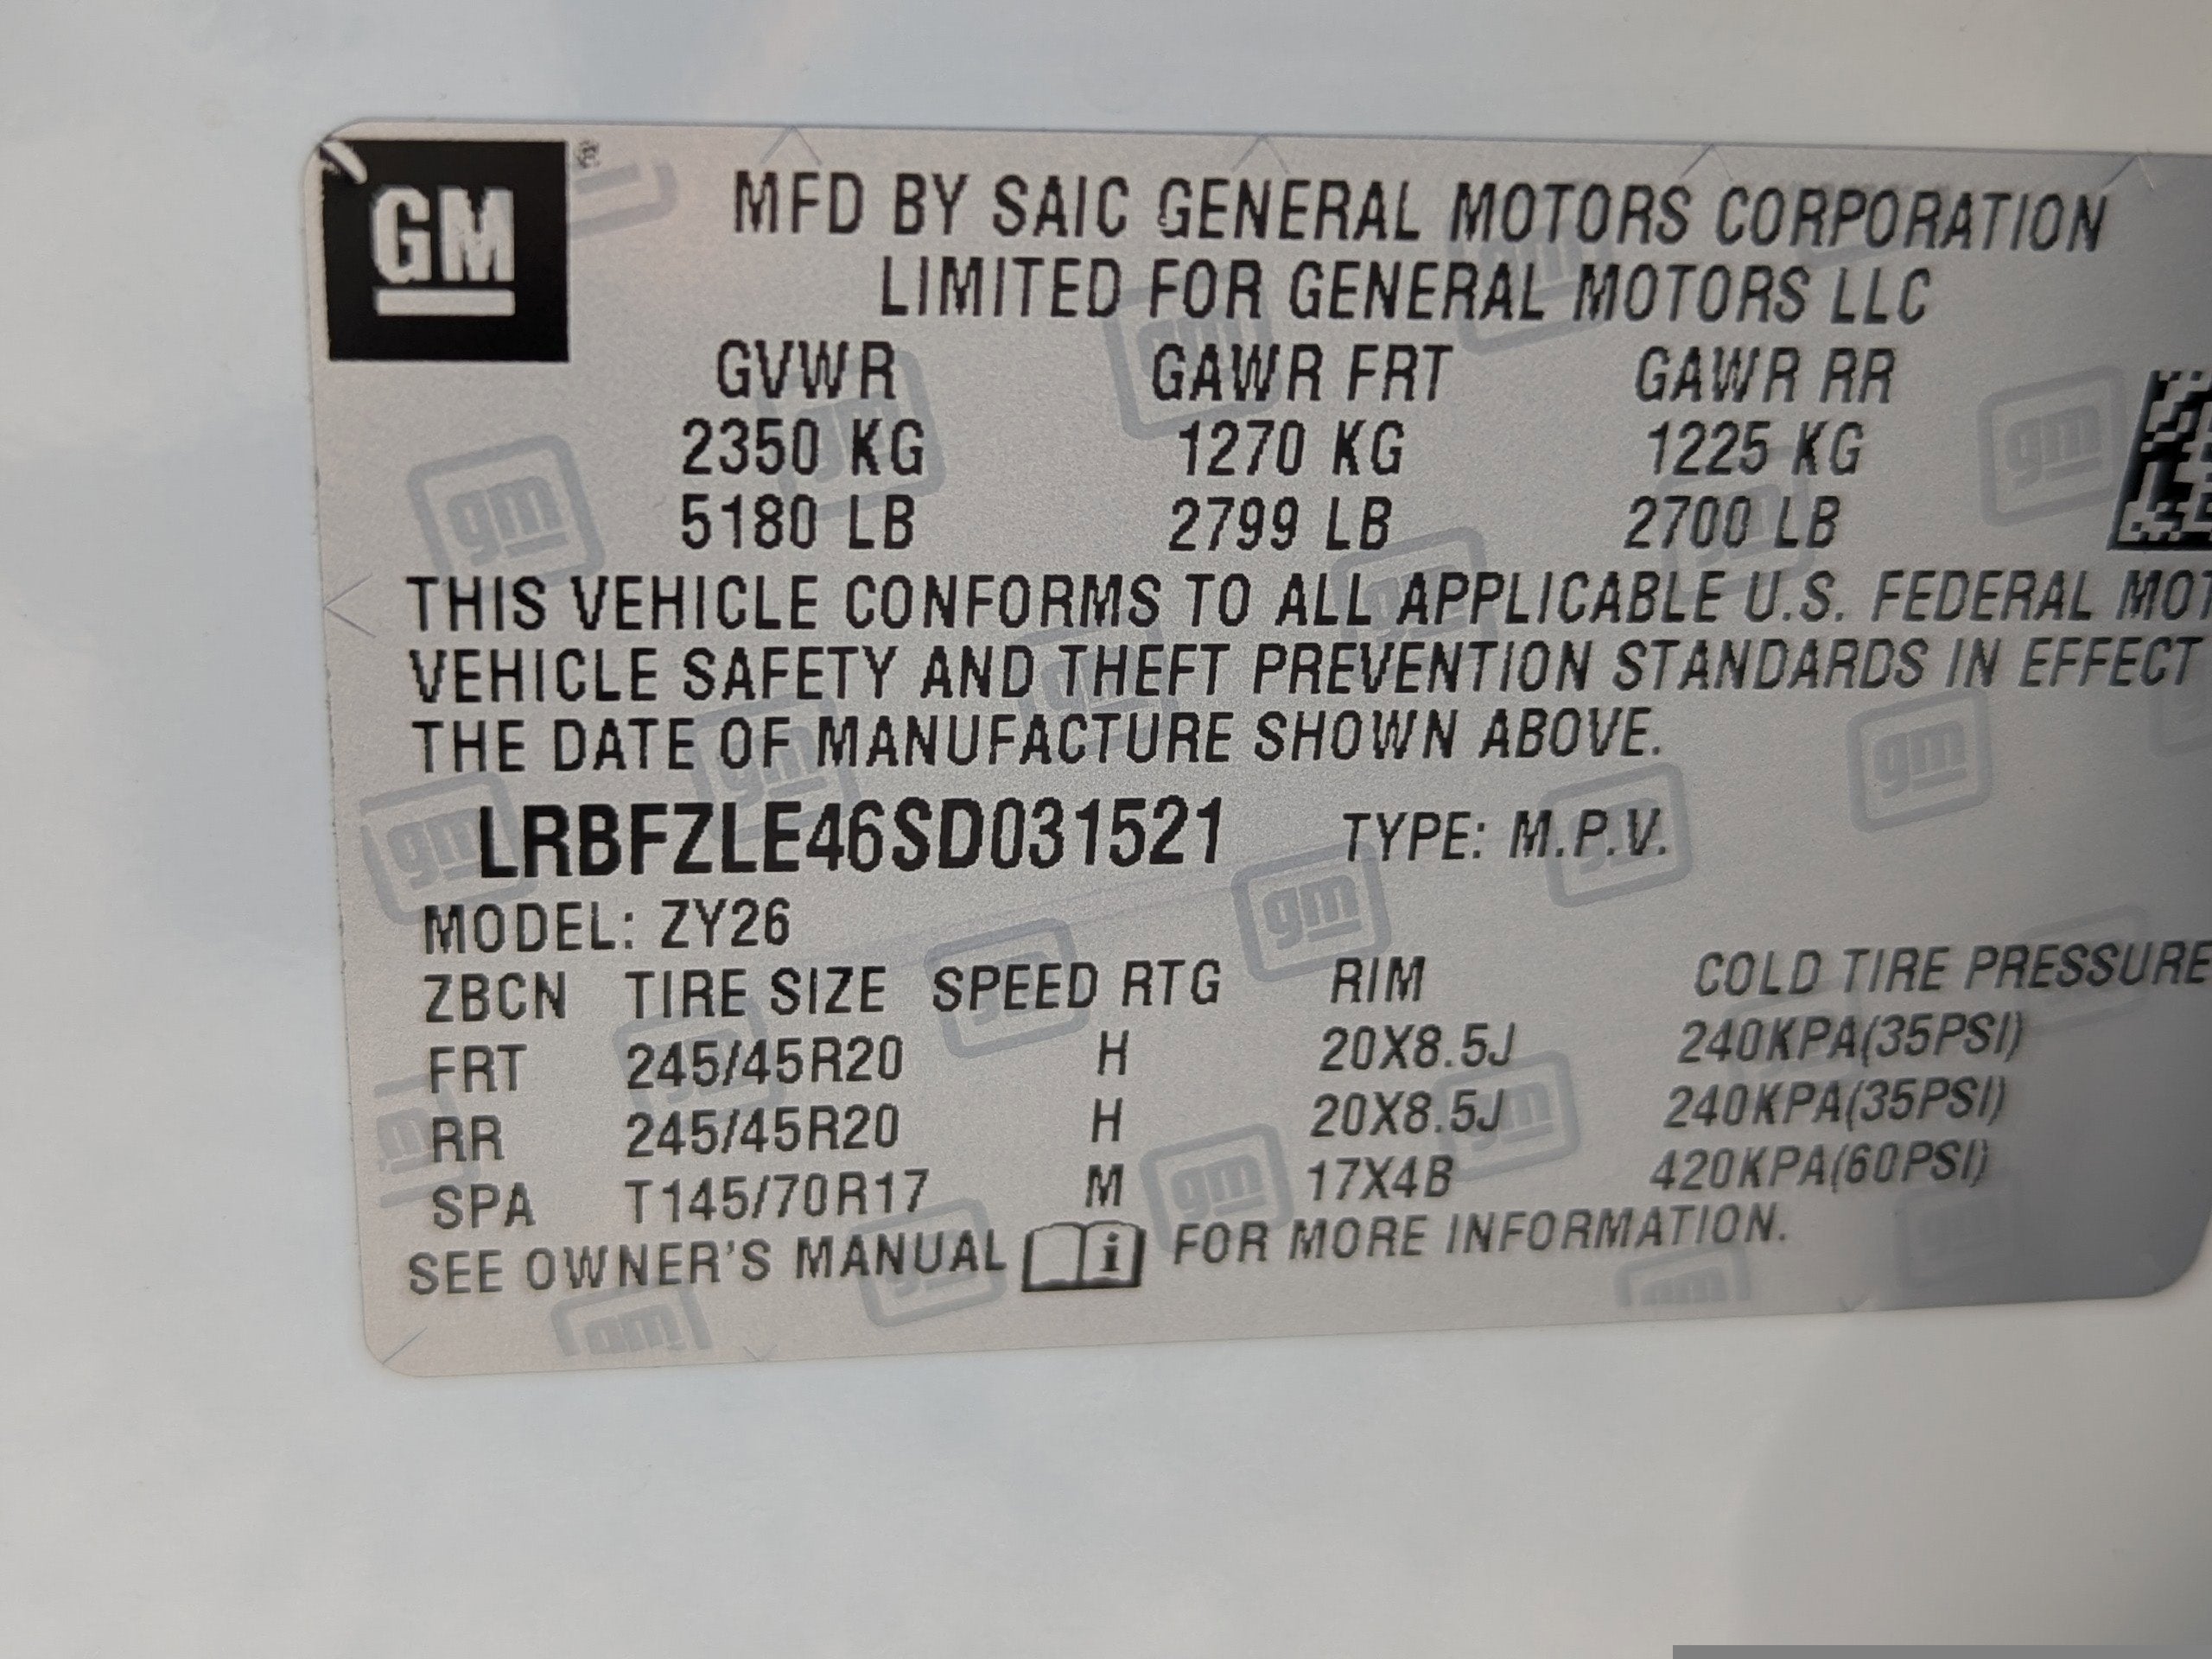 GM®
MFD BY SAIC GENERAL MOTORS CORPORATION
LIMITED FOR GENERAL MOTORS LLC
GVWR GAWR FRT GAWR RR
2350 KG 1270 KG 1225 KG
5180 LB 2799 LB 2700 LB
THIS VEHICLE CONFORMS TO ALL APPLICABLE U.S. FEDERAL MOT
VEHICLE SAFETY AND THEFT PREVENTION STANDARDS IN EFFECT
THE DATE OF MANUFACTURE SHOWN ABOVE.
LRBFZLE46SD031521 TYPE: M.P.V.
MODEL: ZY26
ZBCN TIRE SIZE SPEED RTG RIM COLD TIRE PRESSURE
FRT 245/45R20 H 20X8.5J 240KPA(35PSI)
RR 245/45R20 H 20X8.5J 240KPA(35PSI)
SPA T145/70R17 M 17X4B 420KPA(60PSI)
SEE OWNER'S MANUAL i FOR MORE INFORMATION.